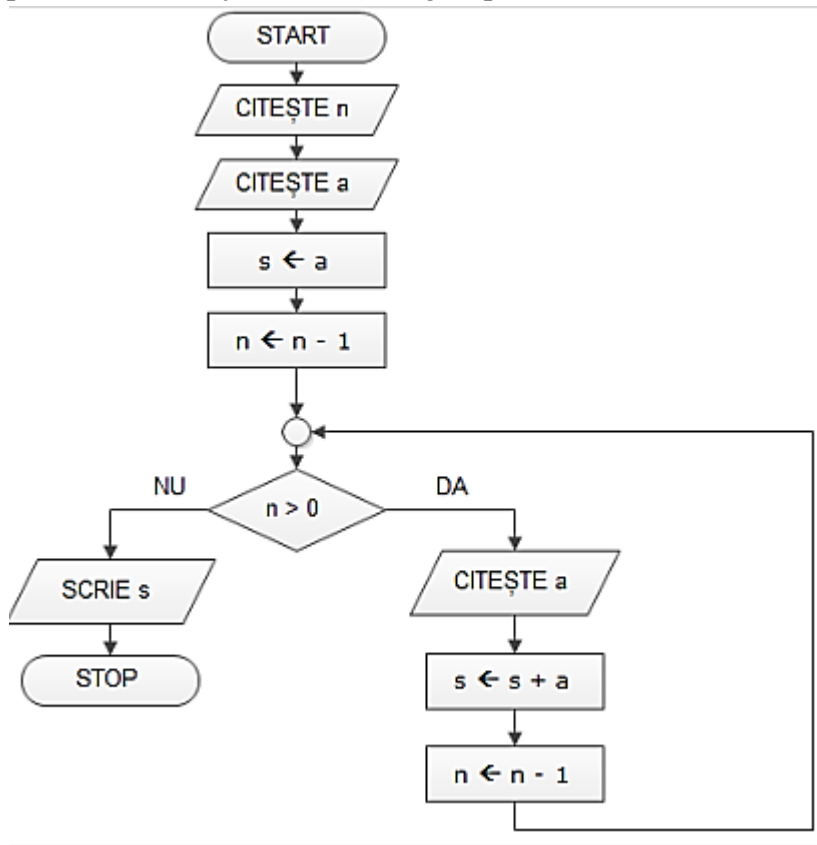 START
CITEȘTE n
CITEȘTE a
s ← a
n ← n - 1
NU
DA
n > 0
SCRIE s
CITEȘTE a
STOP
s ← s + a
n ← n - 1